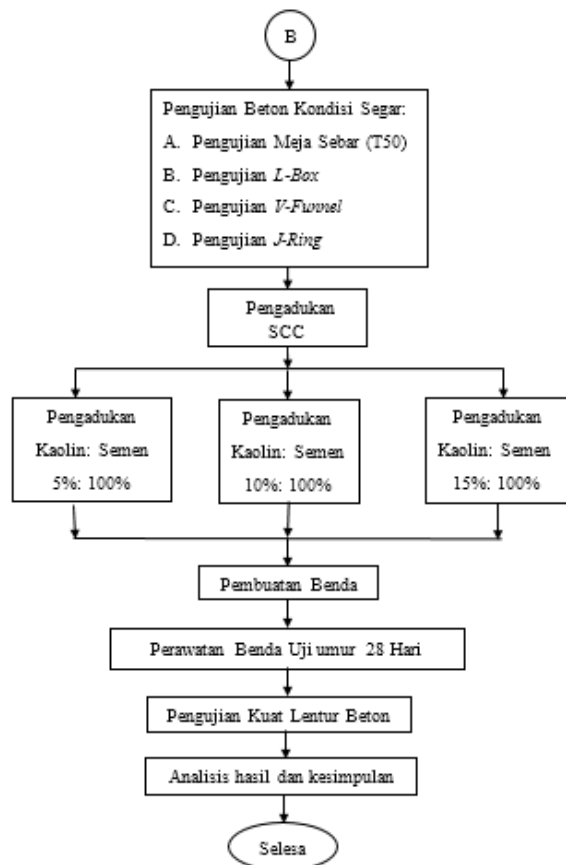 B
Pengujian Beton Kondisi Segar:
A. Pengujian Meja Sebar (T50)
B. Pengujian L-Box
C. Pengujian V-Funnel
D. Pengujian J-Ring
Pengadukan
SCC
Pengadukan
Kaolin: Semen
5%: 100%
Pengadukan
Kaolin: Semen
10%: 100%
Pengadukan
Kaolin: Semen
15%: 100%
Pembuatan Benda
Perawatan Benda Uji umur 28 Hari
Pengujian Kuat Lentur Beton
Analisis hasil dan kesimpulan
Selesa